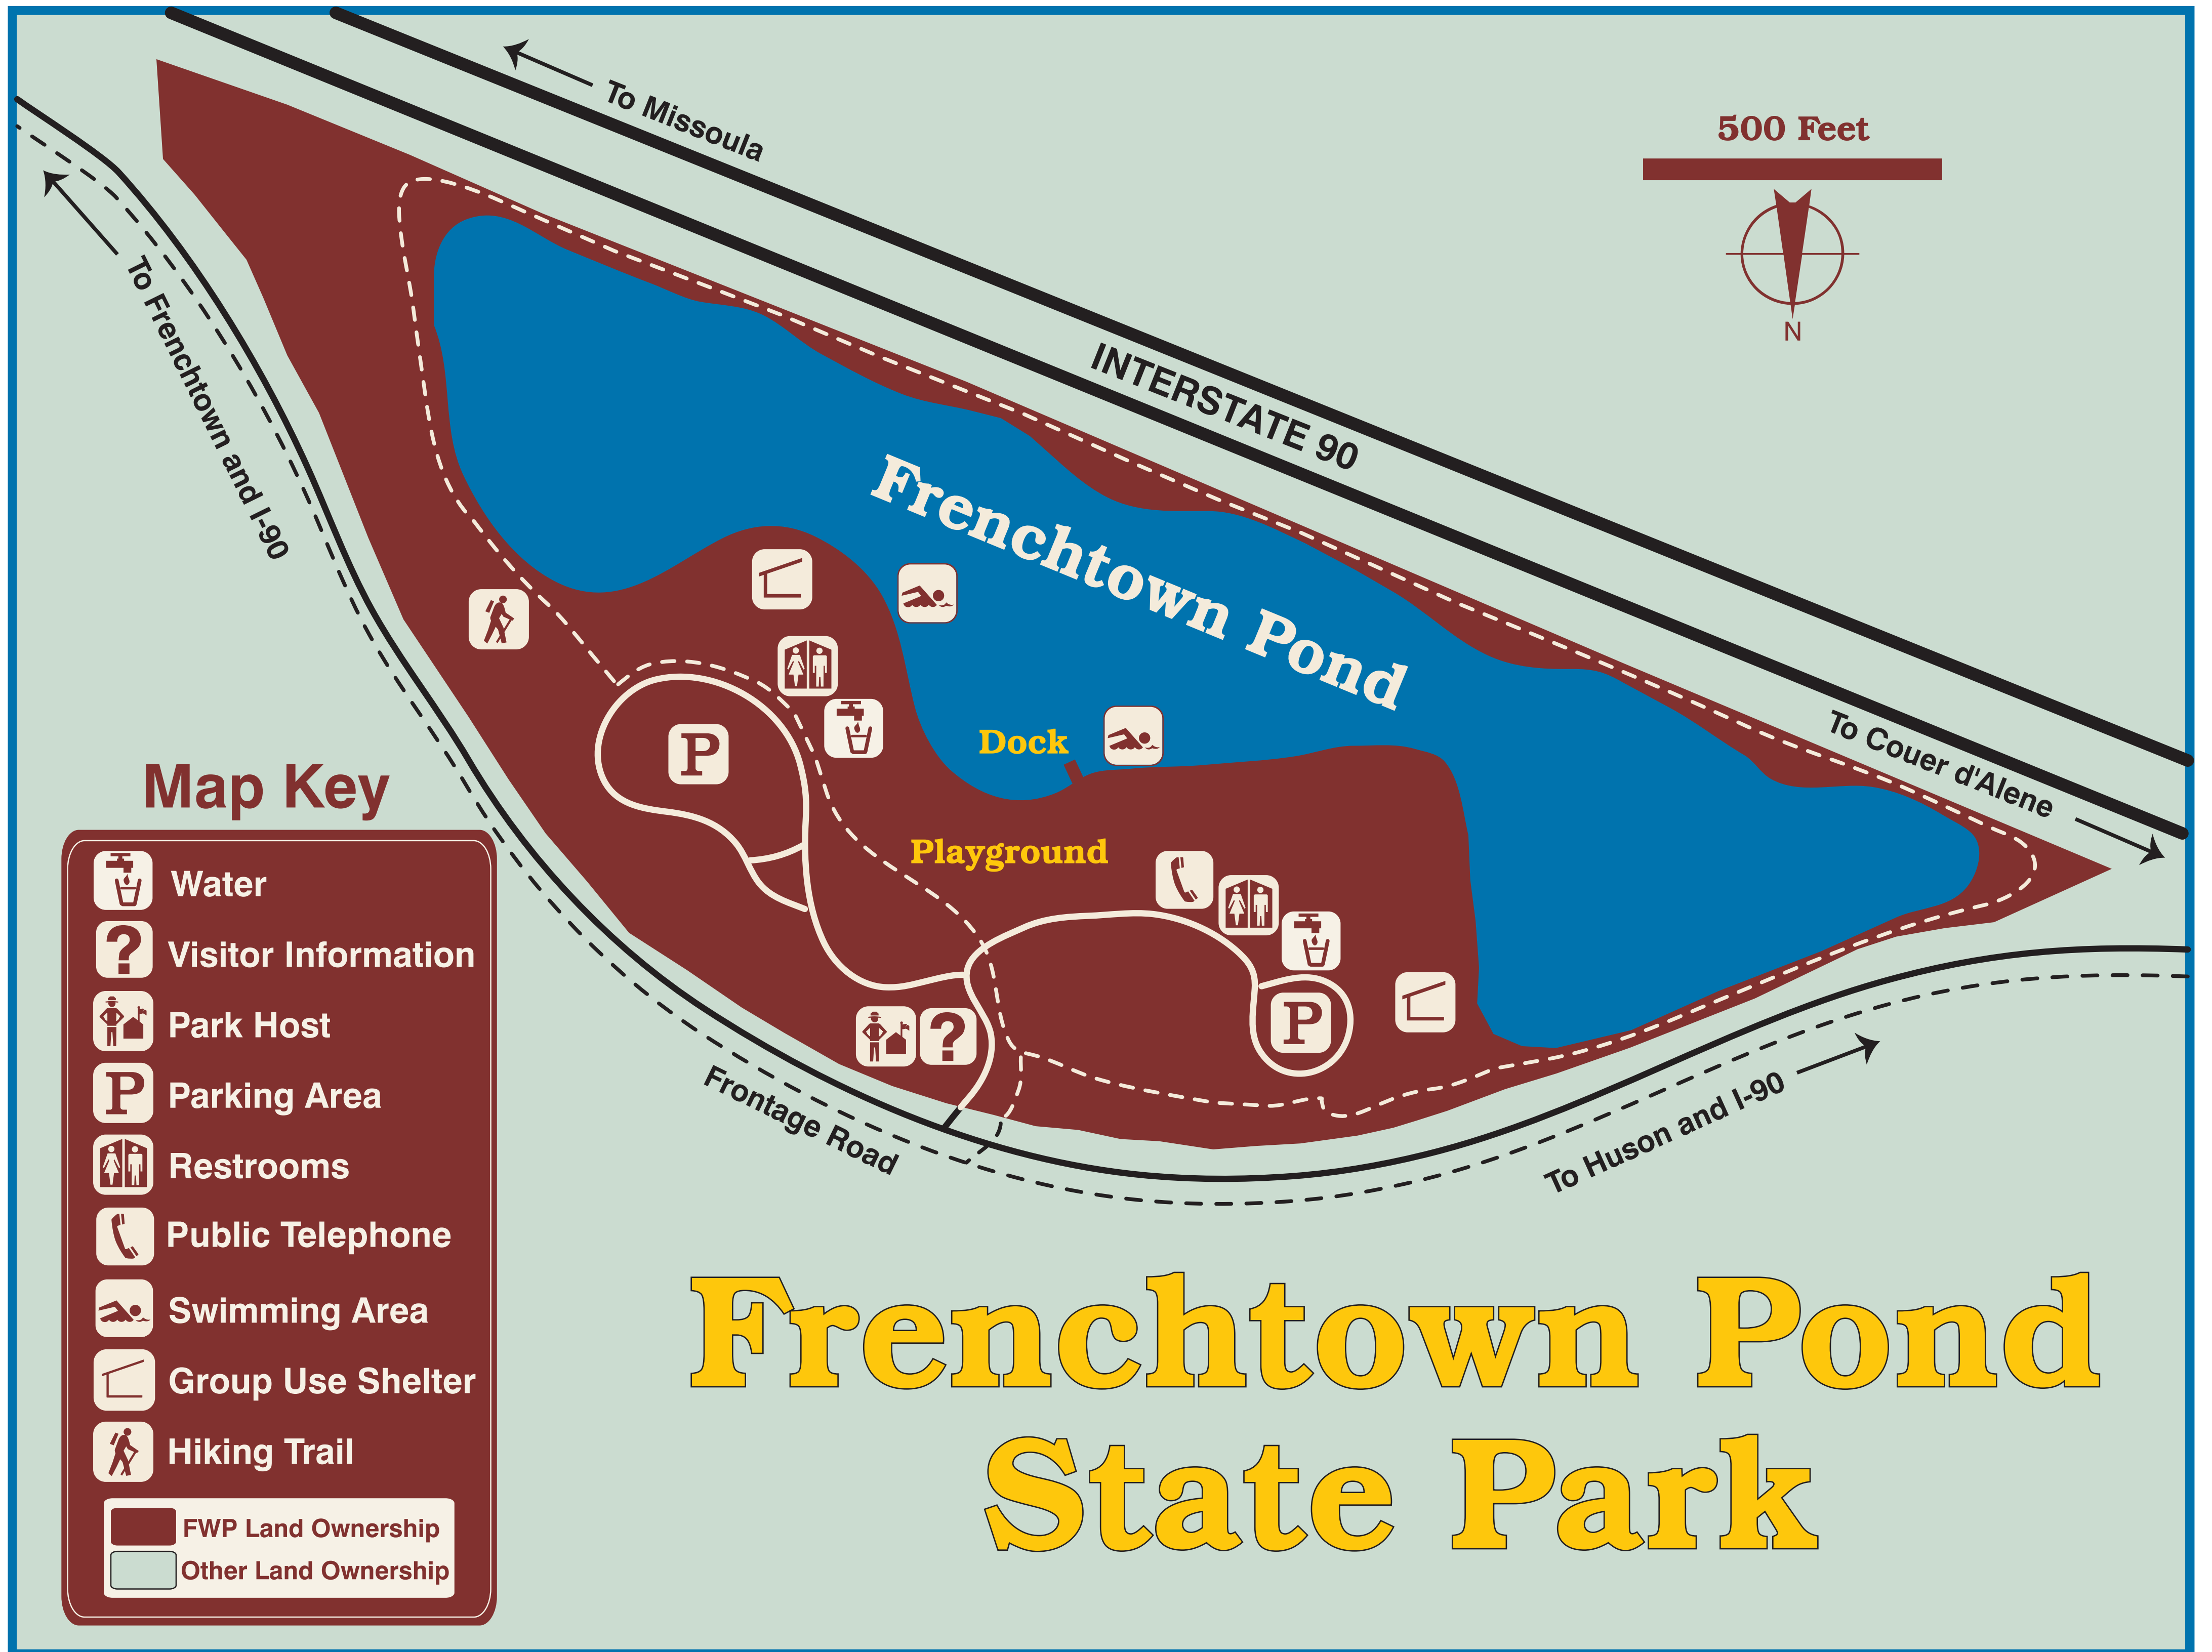 To Missoula
500 Feet
N
INTERSTATE 90
To Frenchtown and I-90
Frenchtown Pond
To Couer d'Alene
Dock
P
Playground
P
?
Frontage Road
To Huson and I-90
Map Key
Water
? Visitor Information
Park Host
P Parking Area
Restrooms
Public Telephone
Swimming Area
Group Use Shelter
Hiking Trail
FWP Land Ownership
Other Land Ownership
Frenchtown Pond
State Park